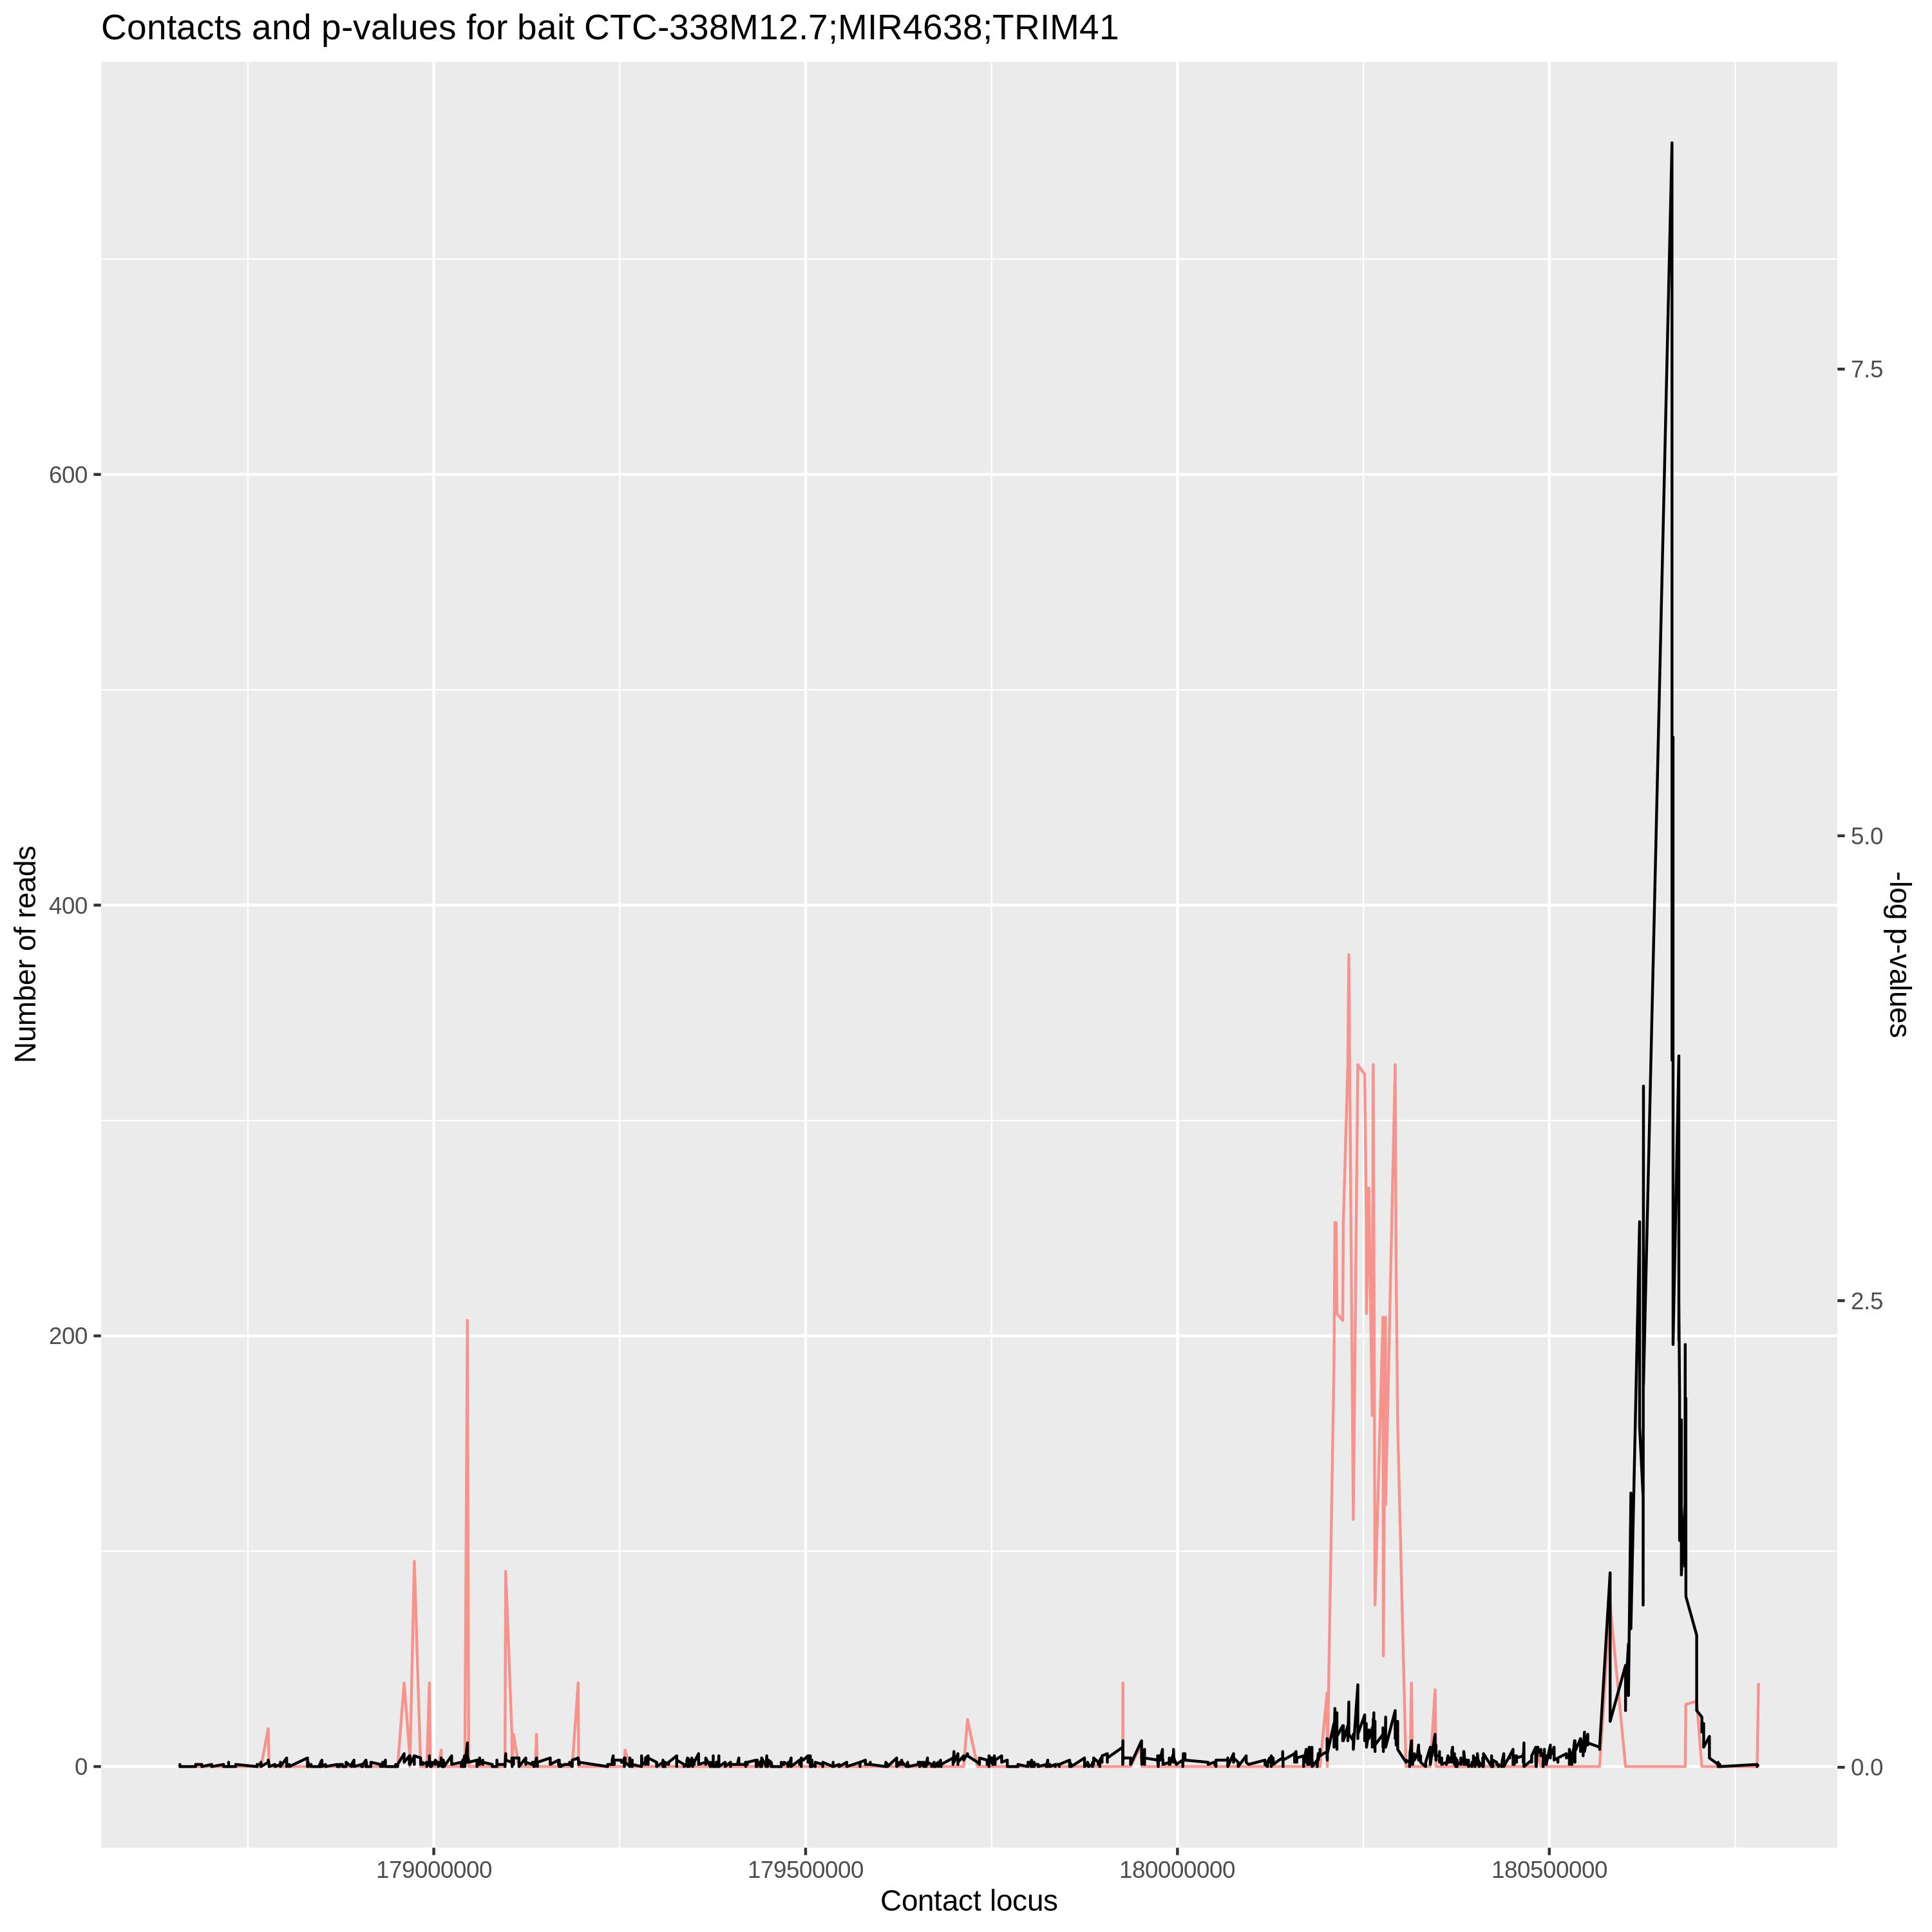 Contacts and p-values for bait CTC-338M12.7;MIR4638;TRIM41
Number of reads
600
400
200
0
7.5
5.0
2.5
0.0
-log p-values
179000000 179500000 180000000 180500000
Contact locus